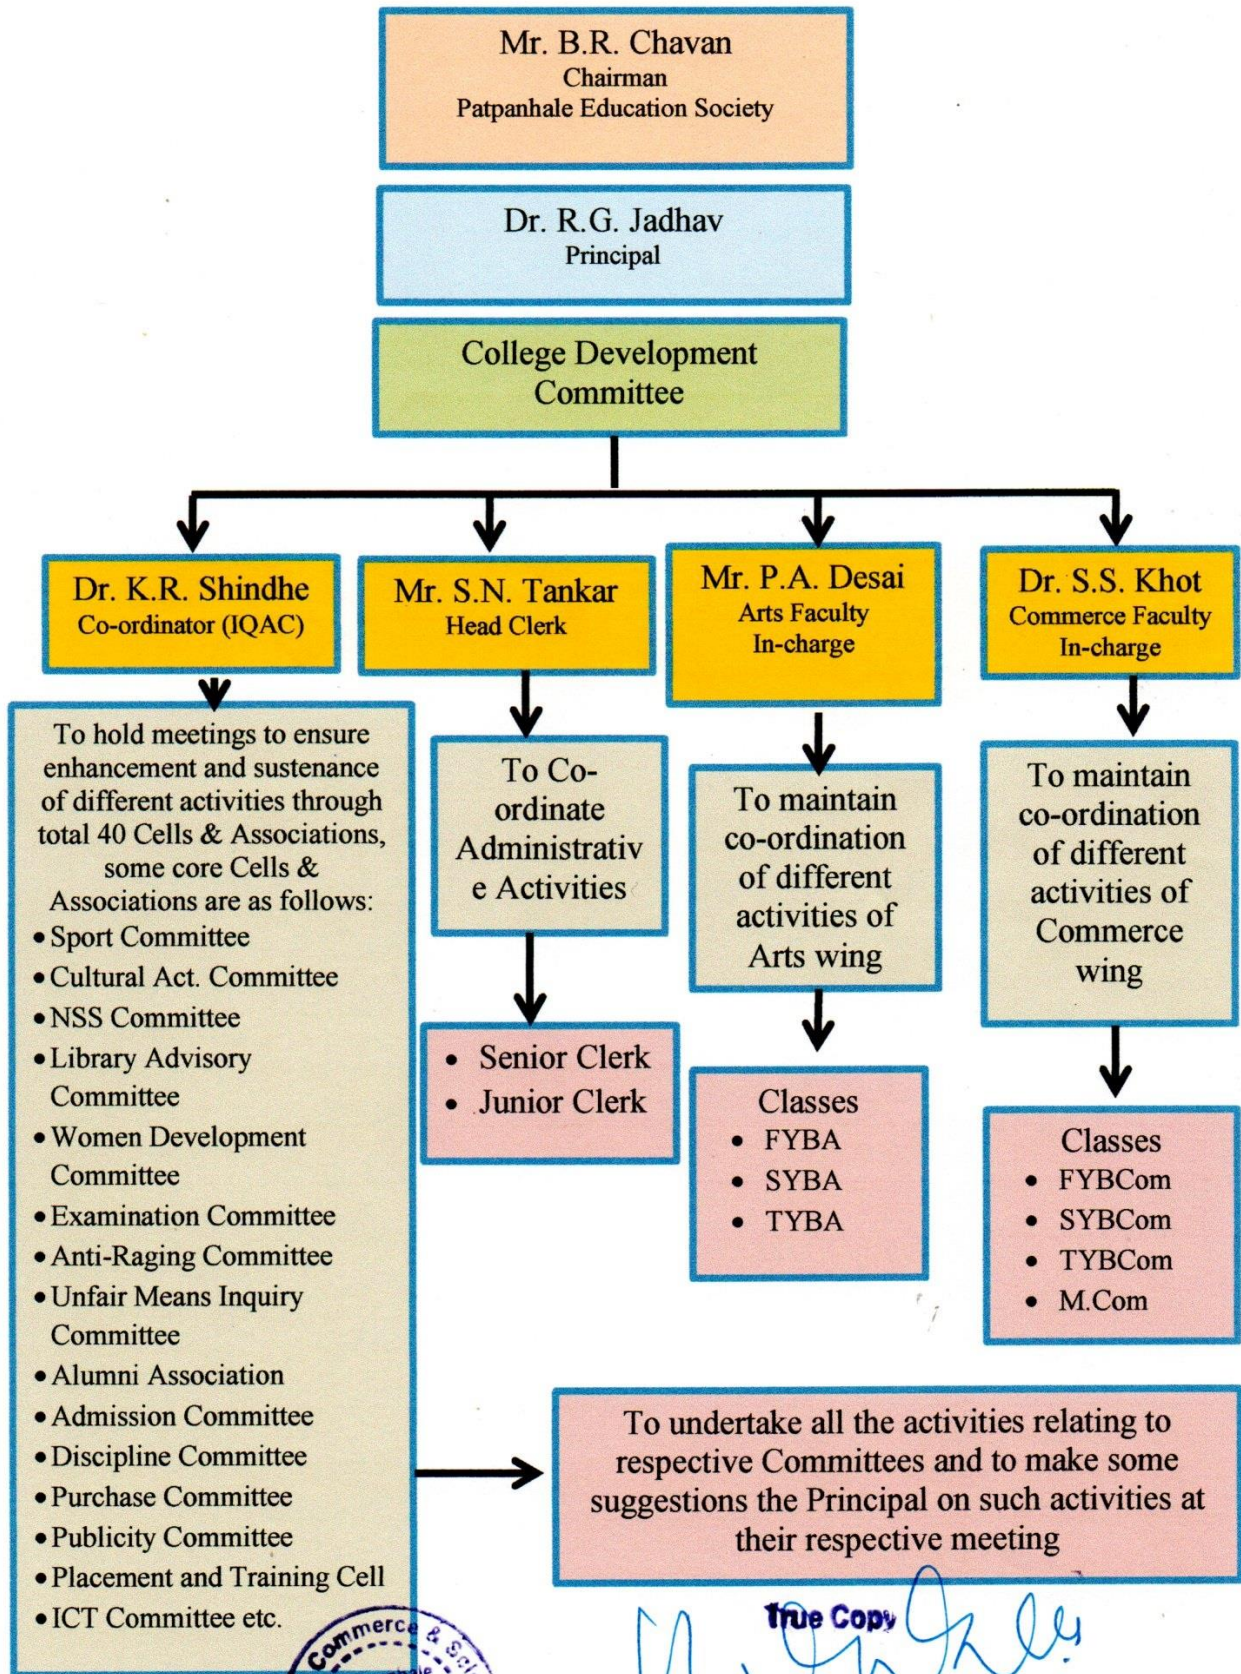 Mr. B.R. Chavan
Chairman
Patpanhale Education Society
Dr. R.G. Jadhav
Principal
College Development
Committee
Dr. K.R. Shindhe
Co-ordinator (IQAC)
Mr. S.N. Tankar
Head Clerk
Mr. P.A. Desai
Arts Faculty
In-charge
Dr. S.S. Khot
Commerce Faculty
In-charge
To hold meetings to ensure
enhancement and sustenance
of different activities through
total 40 Cells & Associations,
some core Cells &
Associations are as follows:
• Sport Committee
• Cultural Act. Committee
• NSS Committee
• Library Advisory
Committee
• Women Development
Committee
• Examination Committee
• Anti-Raging Committee
• Unfair Means Inquiry
Committee
• Alumni Association
• Admission Committee
• Discipline Committee
• Purchase Committee
• Publicity Committee
• Placement and Training Cell
• ICT Committee etc.
To Co-
ordinate
Administrativ
e Activities
• Senior Clerk
• Junior Clerk
To maintain
co-ordination
of different
activities of
Arts wing
Classes
• FYBA
• SYBA
• TYBA
To maintain
co-ordination
of different
activities of
Commerce
wing
Classes
• FYBCom
• SYBCom
• TYBCom
• M.Com
To undertake all the activities relating to
respective Committees and to make some
suggestions the Principal on such activities at
their respective meeting
True Copy
Commerce &